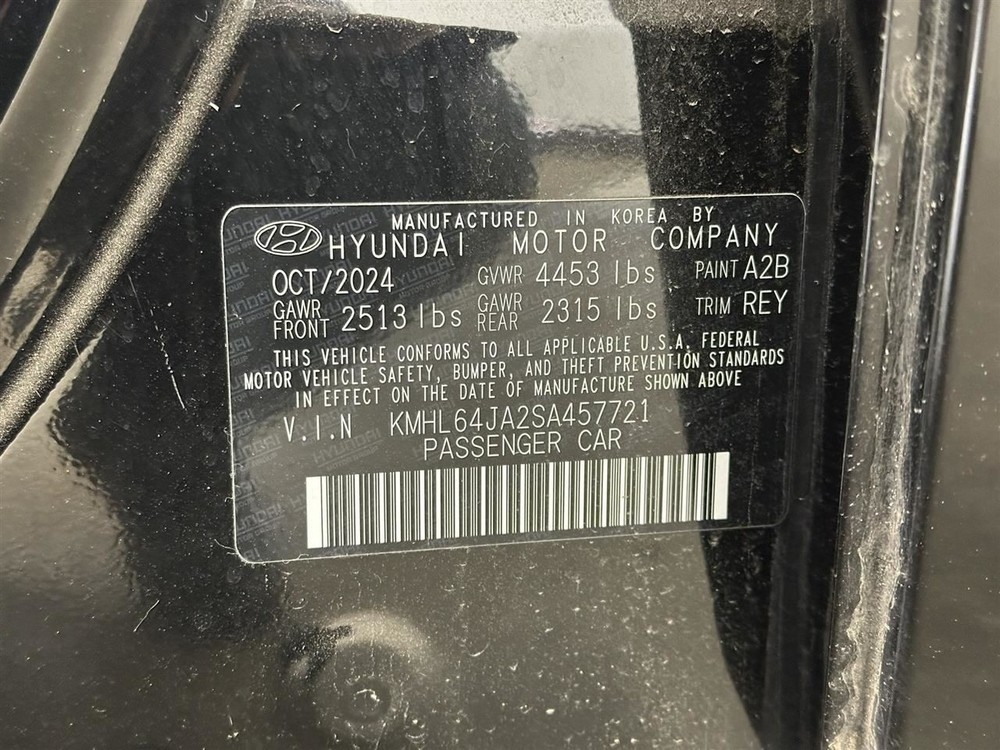 MANUFACTURED IN KOREA BY
HYUNDAI MOTOR COMPANY
OCT/2024 GVWR 4453 lbs PAINT A2B
GAWR FRONT 2513 lbs GAWR REAR 2315 lbs TRIM REY
THIS VEHICLE CONFORMS TO ALL APPLICABLE U.S.A. FEDERAL
MOTOR VEHICLE SAFETY, BUMPER, AND THEFT PREVENTION STANDARDS
IN EFFECT ON THE DATE OF MANUFACTURE SHOWN ABOVE
V.I.N KMHL64JA2SA457721
PASSENGER CAR